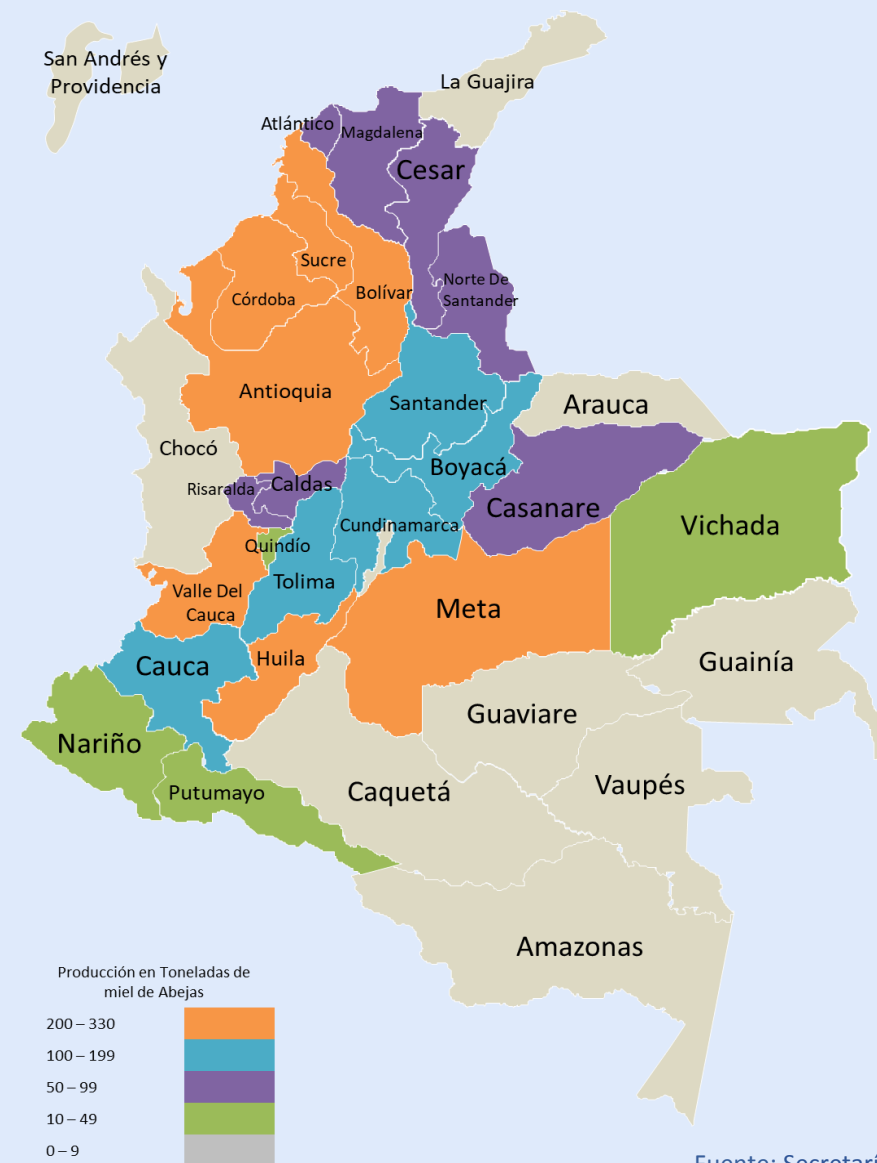 San Andrés y
Providencia
La Guajira
Atlántico
Magdalena
Cesar
Sucre
Córdoba
Bolívar
Norte De
Santander
Antioquia
Santander
Arauca
Chocó
Boyacá
Risaralda
Caldas
Casanare
Cundinamarca
Vichada
Quindío
Tolima
Valle Del
Cauca
Meta
Huila
Cauca
Guainía
Guaviare
Nariño
Putumayo
Caquetá
Vaupés
Amazonas
Producción en Toneladas de
miel de Abejas
200 – 330
100 – 199
50 – 99
10 – 49
0 – 9
Fuente: